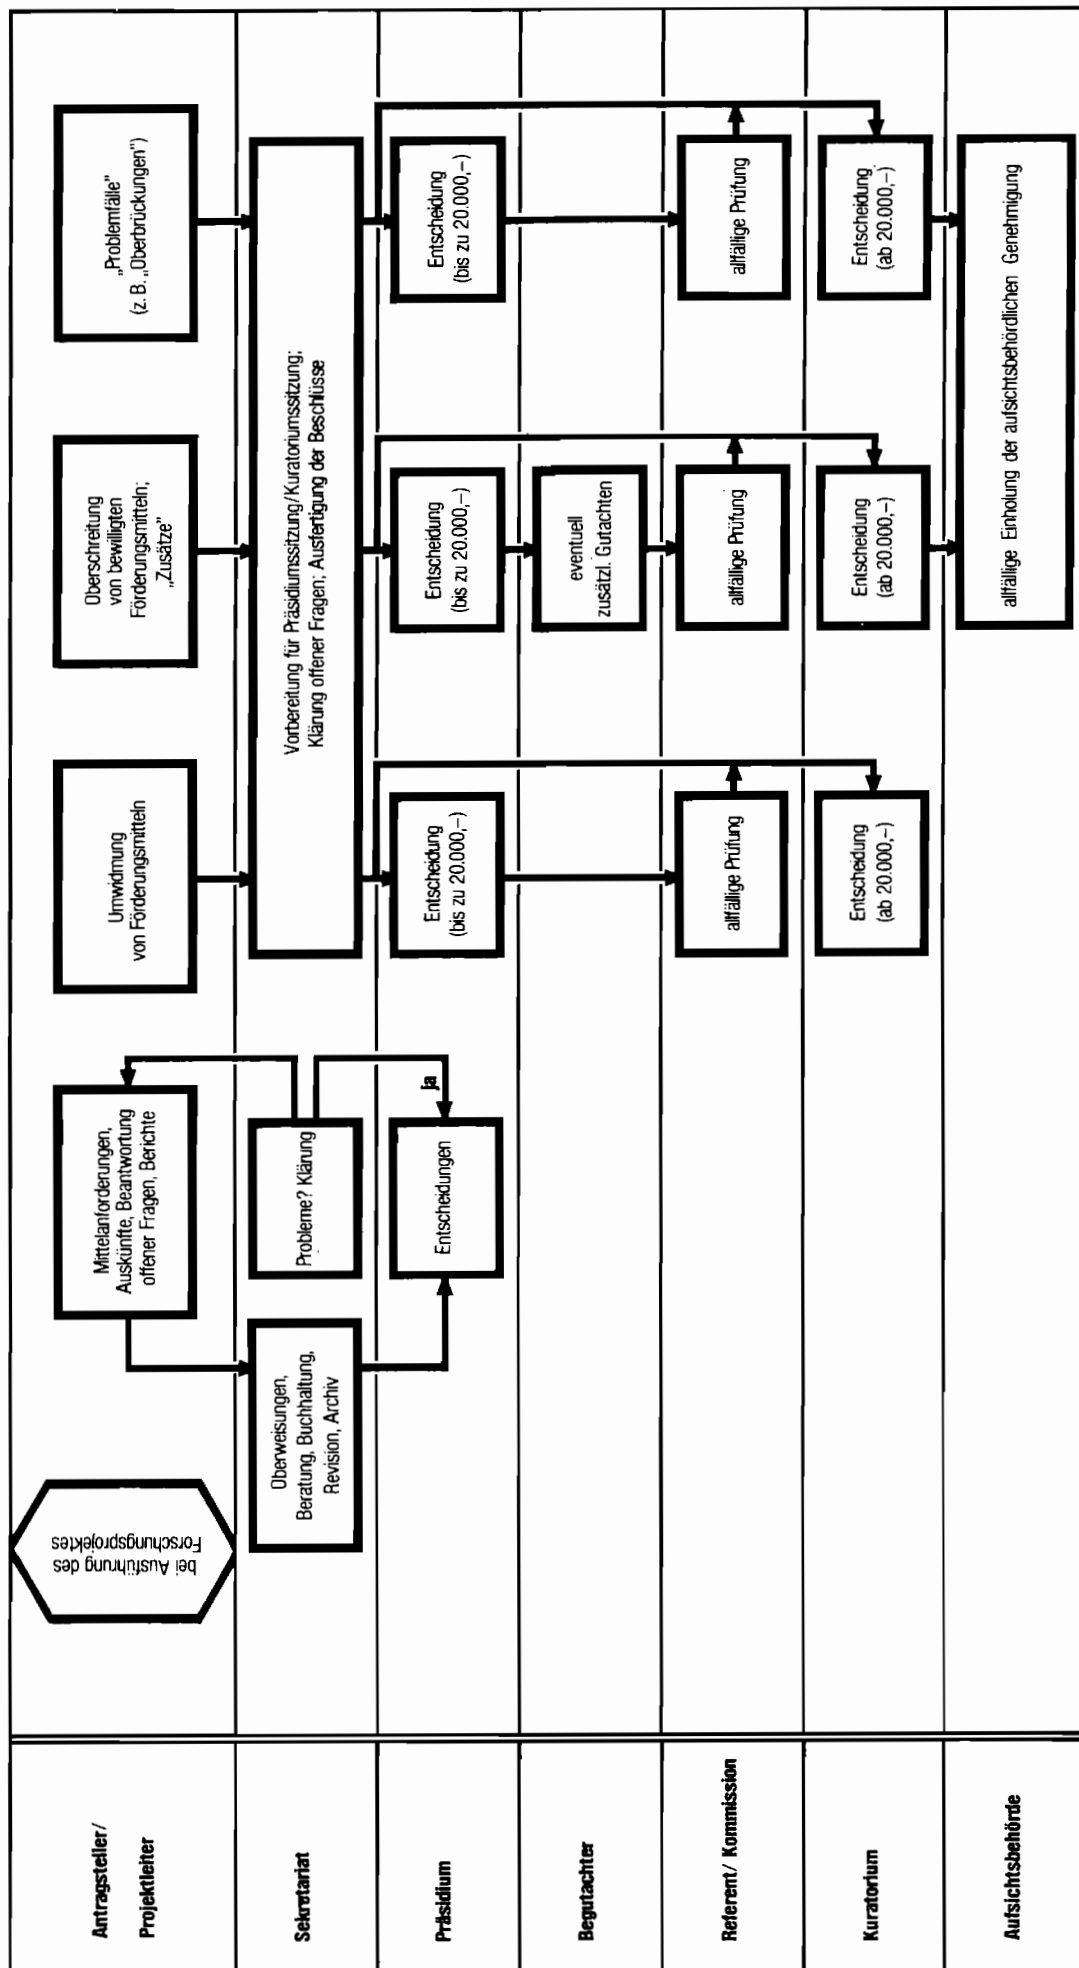 Antragsteller/
Projektleiter
bei Ausführung des
Forschungsprojektes
Mittelanforderungen,
Auskünfte, Beantwortung
offener Fragen, Berichte
Umwidmung
von Förderungsmitteln
Oberschreitung
von bewilligten
Förderungsmitteln;
„Zusätze”
„Problemfälle”
(z. B. „Oberbrückungen”)
Sekretariat
Oberweisungen,
Beratung, Buchhaltung,
Revision, Archiv
Probleme? Klärung
Vorbereitung für Präsidiumssitzung/Kuratoriumssitzung;
Klärung offener Fragen; Ausfertigung der Beschlüsse
Präsidium
ja
Entscheidungen
Entscheidung
(bis zu 20.000,–)
Entscheidung
(bis zu 20.000,–)
Entscheidung
(bis zu 20.000,–)
Begutachter
eventuell
zusätzl. Gutachten
Referent/ Kommission
allfällige Prüfung
allfällige Prüfung
allfällige Prüfung
Kuratorium
Entscheidung
(ab 20.000,–)
Entscheidung
(ab 20.000,–)
Entscheidung
(ab 20.000,–)
Aufsichtsbehörde
allfällige Einholung der aufsichtsbehördlichen Genehmigung